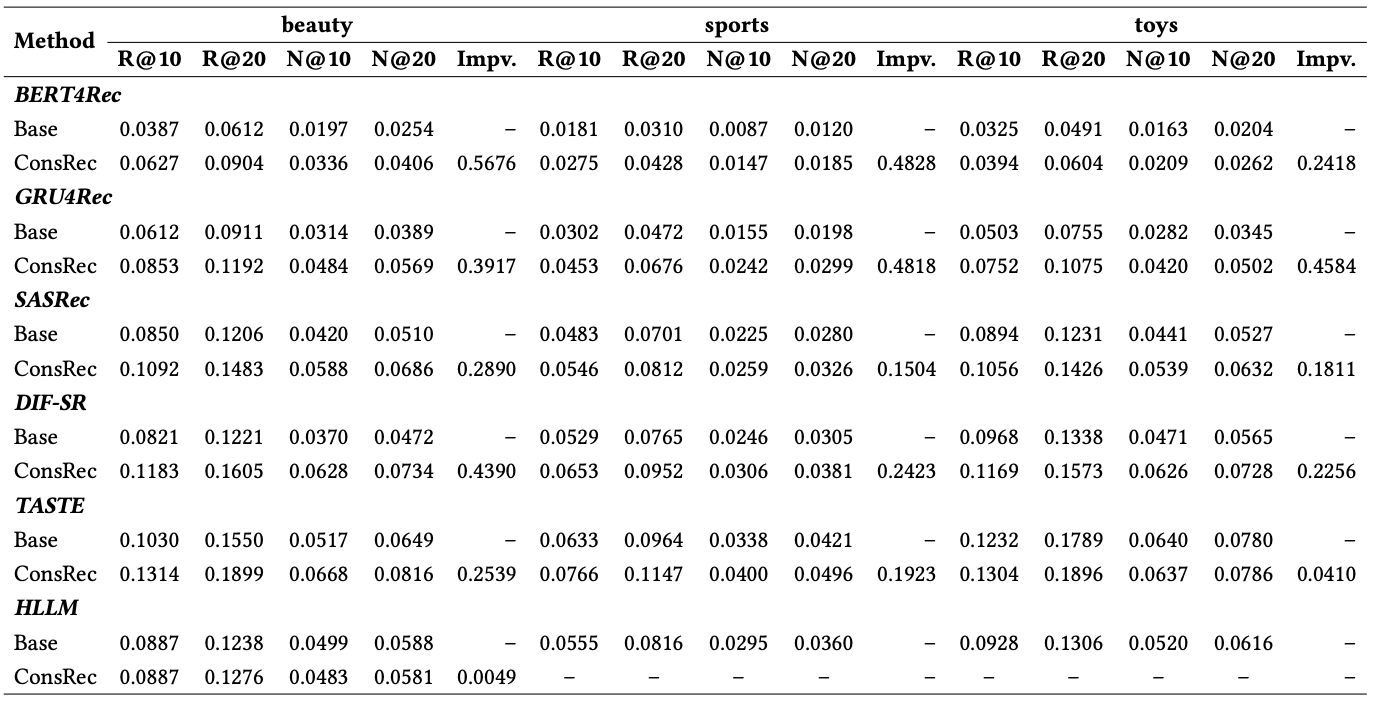 beauty sports toys
Method R@10 R@20 N@10 N@20 Impv. R@10 R@20 N@10 N@20 Impv. R@10 R@20 N@10 N@20 Impv.
BERT4Rec
Base 0.0387 0.0612 0.0197 0.0254 – 0.0181 0.0310 0.0087 0.0120 – 0.0325 0.0491 0.0163 0.0204 –
ConsRec 0.0627 0.0904 0.0336 0.0406 0.5676 0.0275 0.0428 0.0147 0.0185 0.4828 0.0394 0.0604 0.0209 0.0262 0.2418
GRU4Rec
Base 0.0612 0.0911 0.0314 0.0389 – 0.0302 0.0472 0.0155 0.0198 – 0.0503 0.0755 0.0282 0.0345 –
ConsRec 0.0853 0.1192 0.0484 0.0569 0.3917 0.0453 0.0676 0.0242 0.0299 0.4818 0.0752 0.1075 0.0420 0.0502 0.4584
SASRec
Base 0.0850 0.1206 0.0420 0.0510 – 0.0483 0.0701 0.0225 0.0280 – 0.0894 0.1231 0.0441 0.0527 –
ConsRec 0.1092 0.1483 0.0588 0.0686 0.2890 0.0546 0.0812 0.0259 0.0326 0.1504 0.1056 0.1426 0.0539 0.0632 0.1811
DIF-SR
Base 0.0821 0.1221 0.0370 0.0472 – 0.0529 0.0765 0.0246 0.0305 – 0.0968 0.1338 0.0471 0.0565 –
ConsRec 0.1183 0.1605 0.0628 0.0734 0.4390 0.0653 0.0952 0.0306 0.0381 0.2423 0.1169 0.1573 0.0626 0.0728 0.2256
TASTE
Base 0.1030 0.1550 0.0517 0.0649 – 0.0633 0.0964 0.0338 0.0421 – 0.1232 0.1789 0.0640 0.0780 –
ConsRec 0.1314 0.1899 0.0668 0.0816 0.2539 0.0766 0.1147 0.0400 0.0496 0.1923 0.1304 0.1896 0.0637 0.0786 0.0410
HLLM
Base 0.0887 0.1238 0.0499 0.0588 – 0.0555 0.0816 0.0295 0.0360 – 0.0928 0.1306 0.0520 0.0616 –
ConsRec 0.0887 0.1276 0.0483 0.0581 0.0049 – – – – – – – – – –